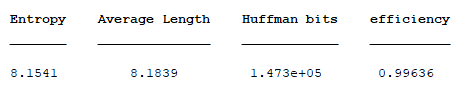 Entropy Average Length Huffman bits efficiency
8.1541 8.1839 1.473e+05 0.99636